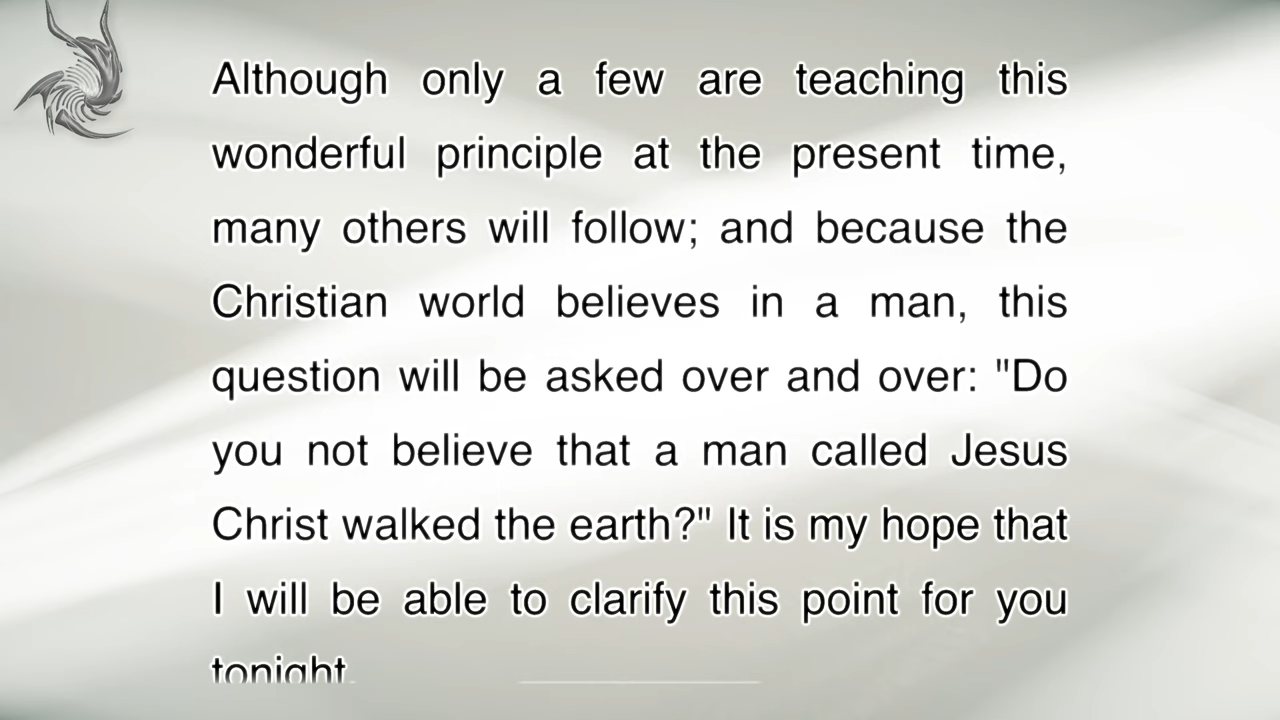 Although only a few are teaching this
wonderful principle at the present time,
many others will follow; and because the
Christian world believes in a man, this
question will be asked over and over: "Do
you not believe that a man called Jesus
Christ walked the earth?" It is my hope that
I will be able to clarify this point for you
tonight.